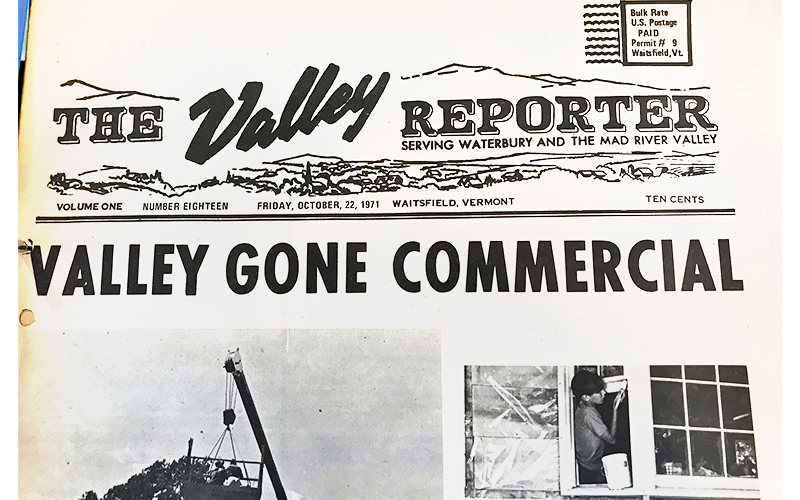 Bulk Rate
U.S. Postage
PAID
Permit # 9
Waitsfield, Vt.
THE Valley REPORTER
SERVING WATERBURY AND THE MAD RIVER VALLEY
VOLUME ONE NUMBER EIGHTEEN FRIDAY, OCTOBER, 22, 1971 WAITSFIELD, VERMONT TEN CENTS
VALLEY GONE COMMERCIAL